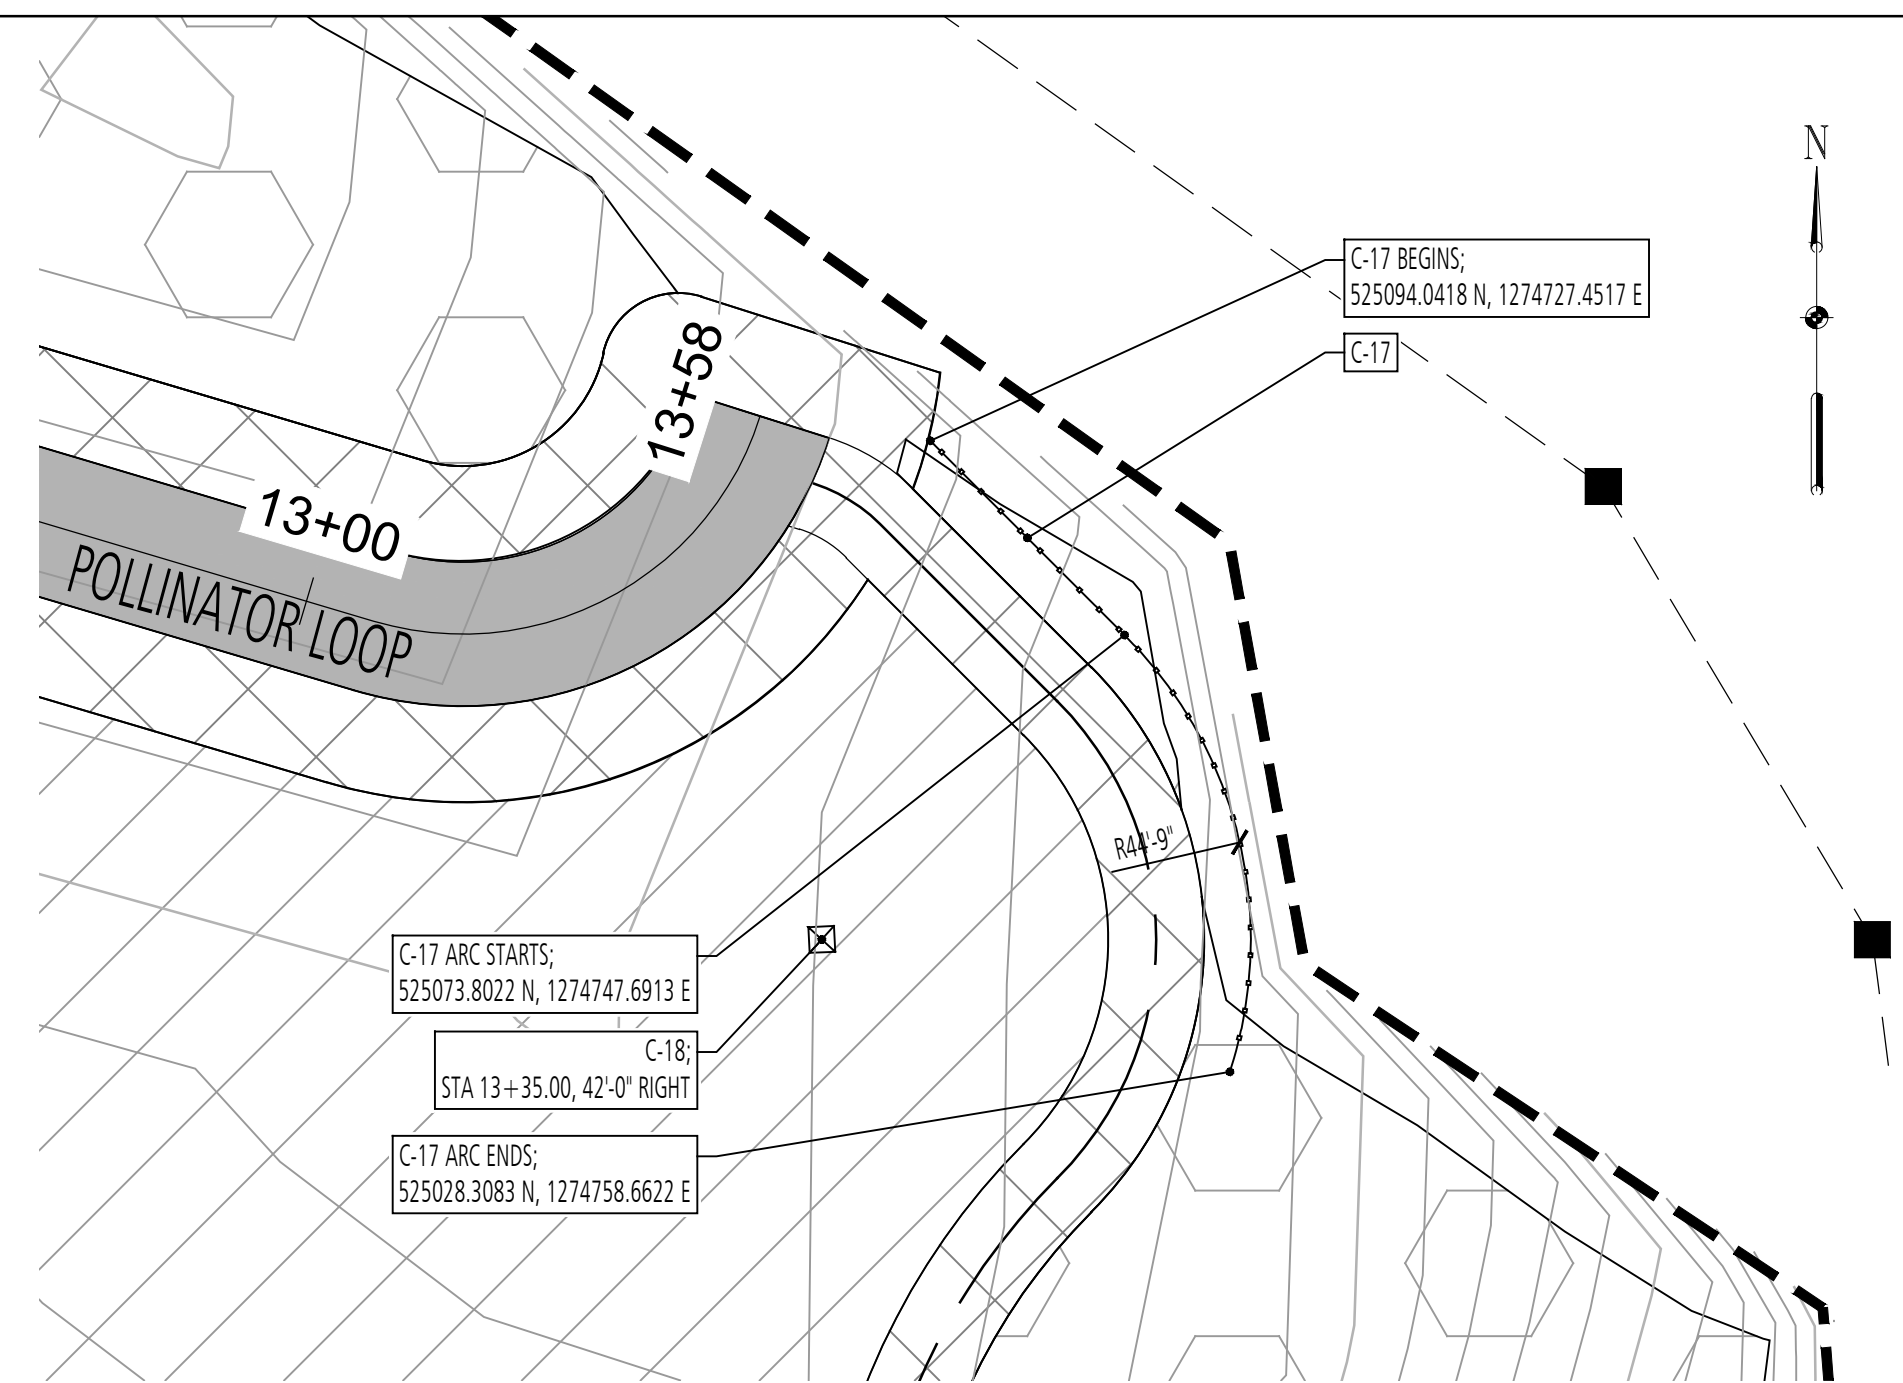 N
C-17 BEGINS;
525094.0418 N, 1274727.4517 E
C-17
13+58
13+00
POLLINATOR LOOP
R44'-9"
C-17 ARC STARTS;
525073.8022 N, 1274747.6913 E
C-18;
STA 13+35.00, 42'-0" RIGHT
C-17 ARC ENDS;
525028.3083 N, 1274758.6622 E